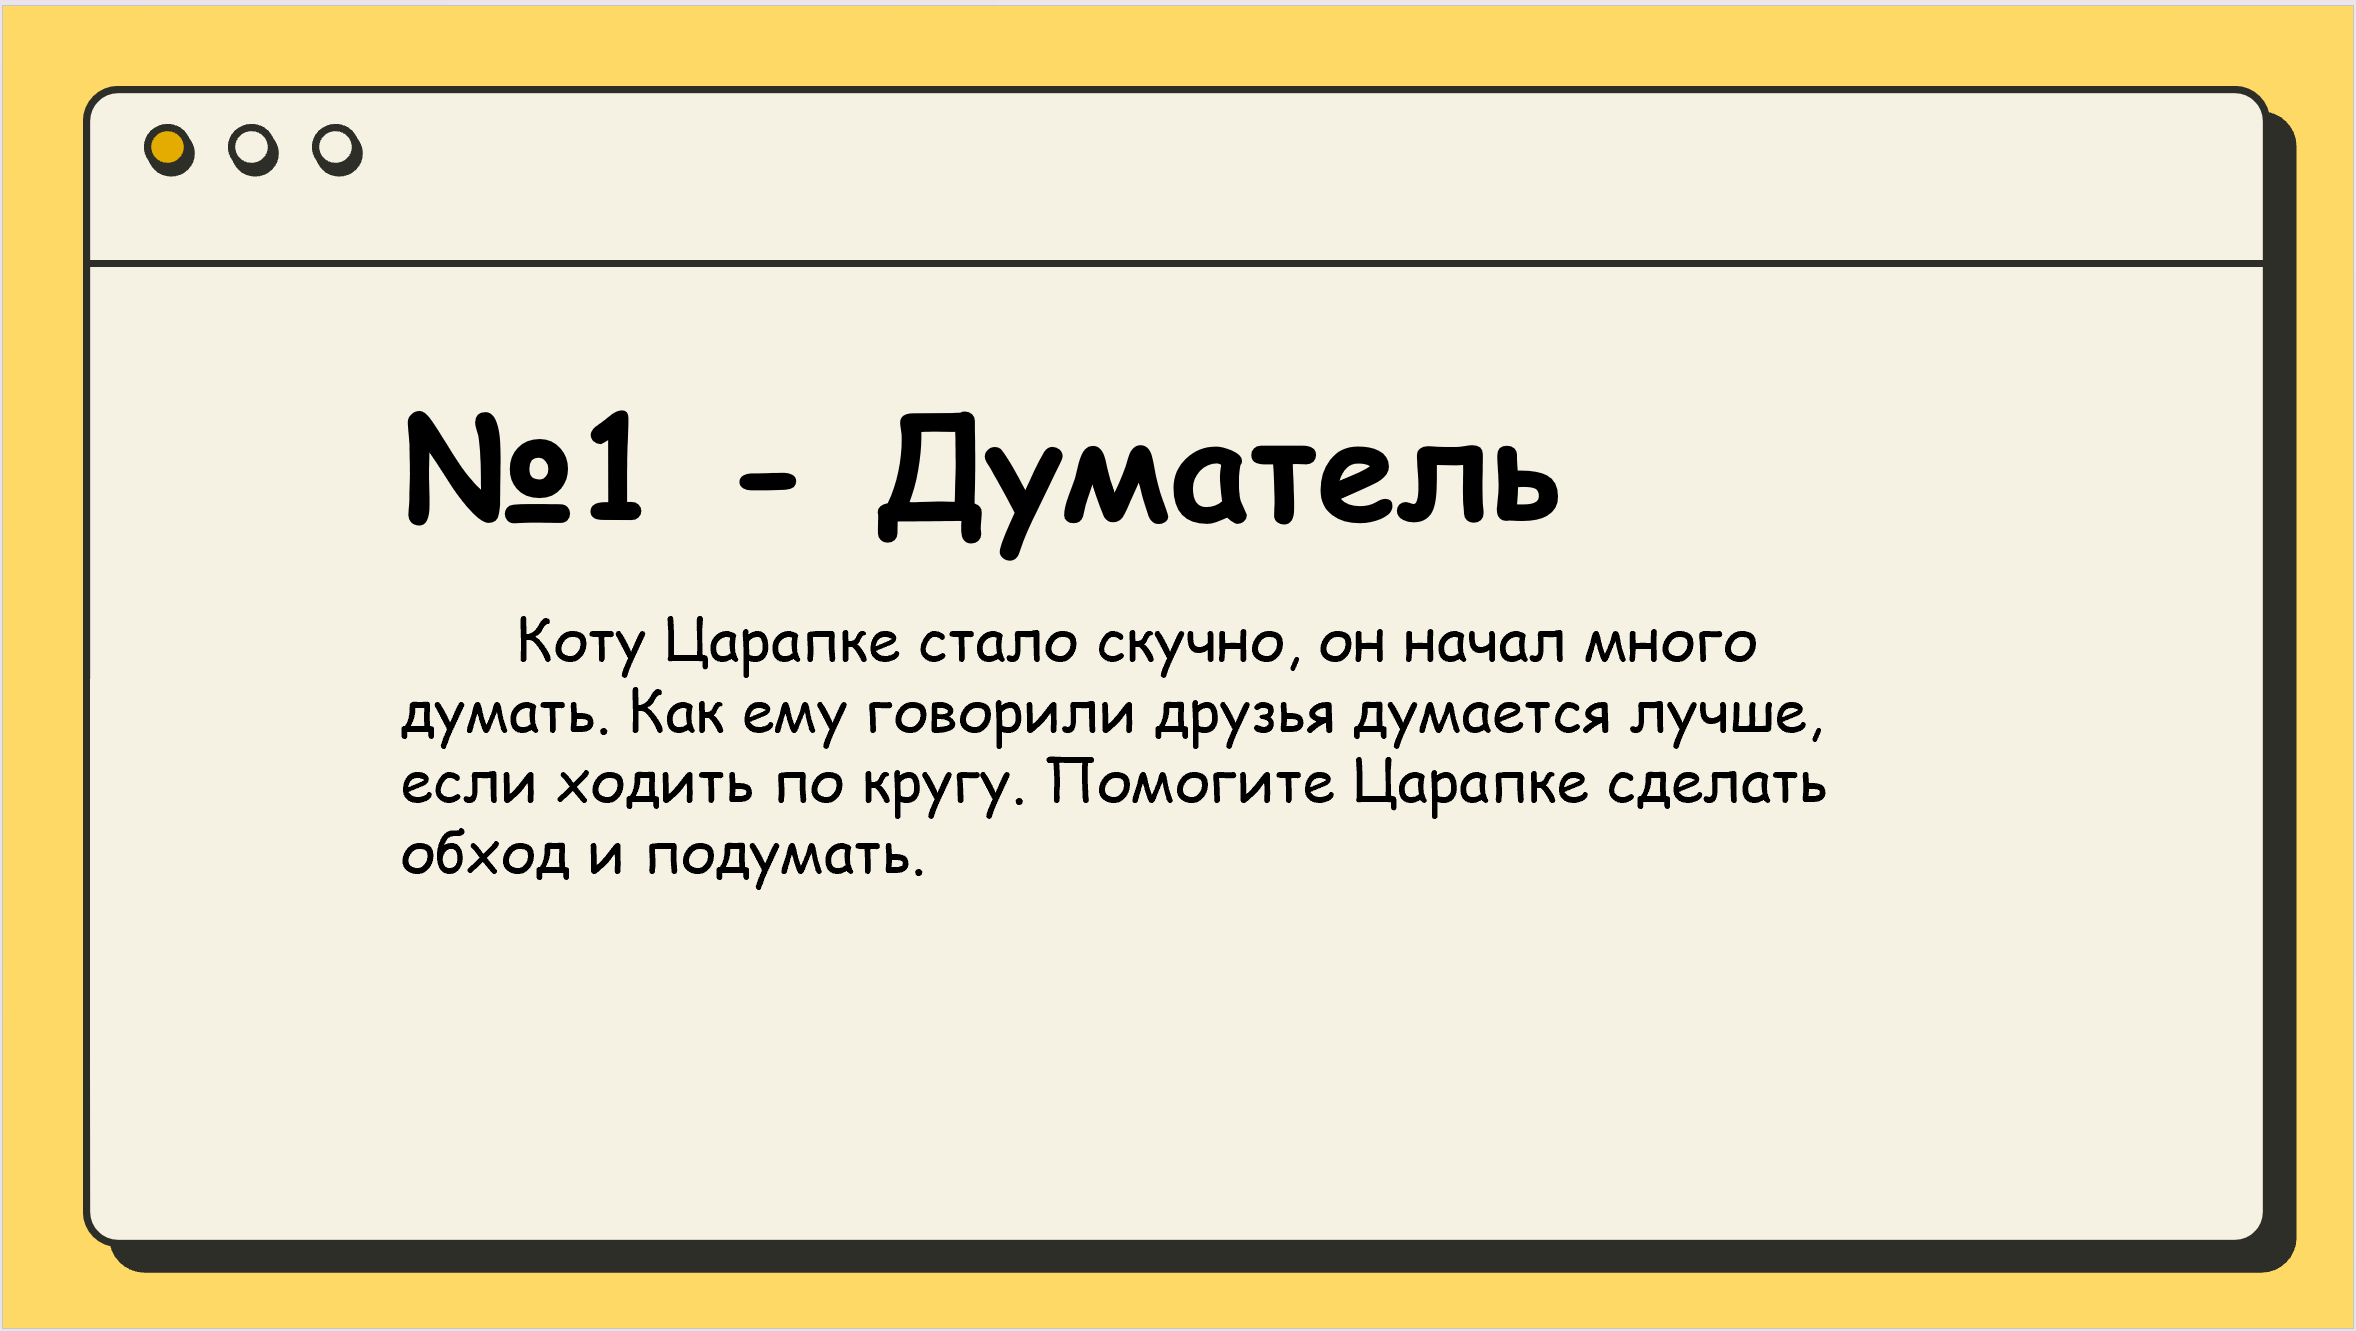 №1 - Думатель
Коту Царапке стало скучно, он начал много
думать. Как ему говорили друзья думается лучше,
если ходить по кругу. Помогите Царапке сделать
обход и подумать.